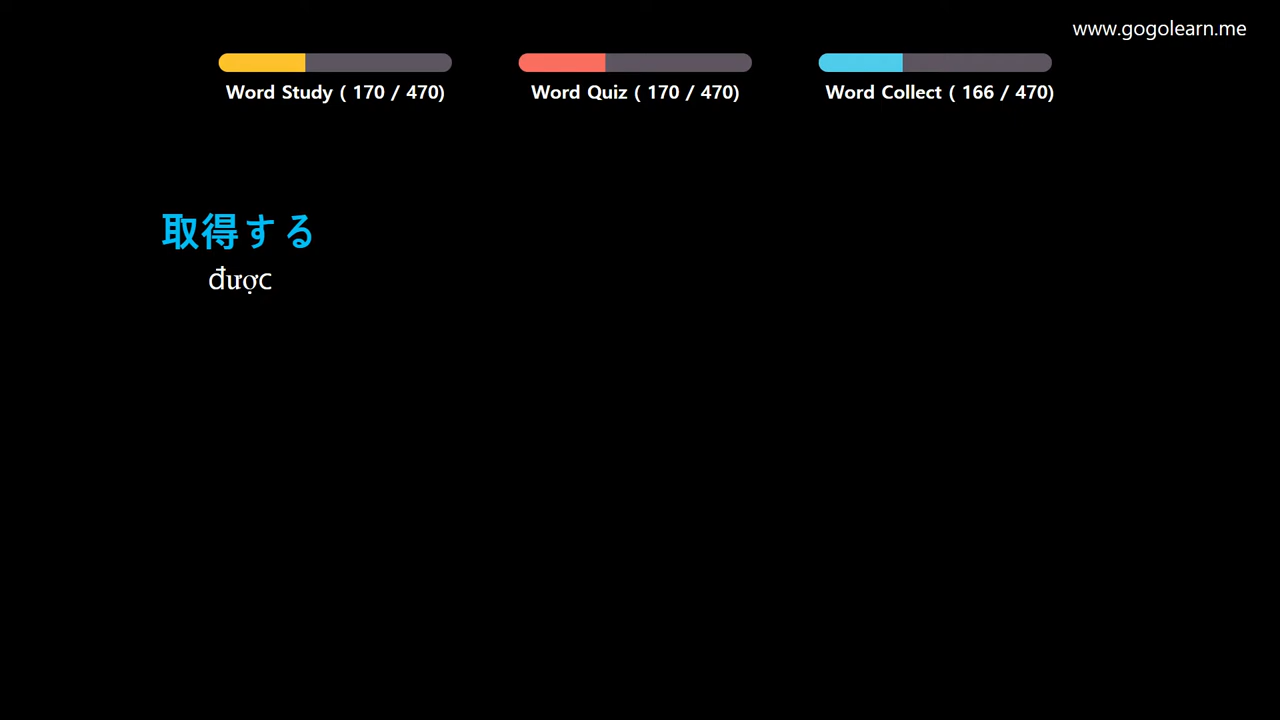 www.gogolearn.me
Word Study ( 170 / 470)
Word Quiz ( 170 / 470)
Word Collect ( 166 / 470)
取得する
được